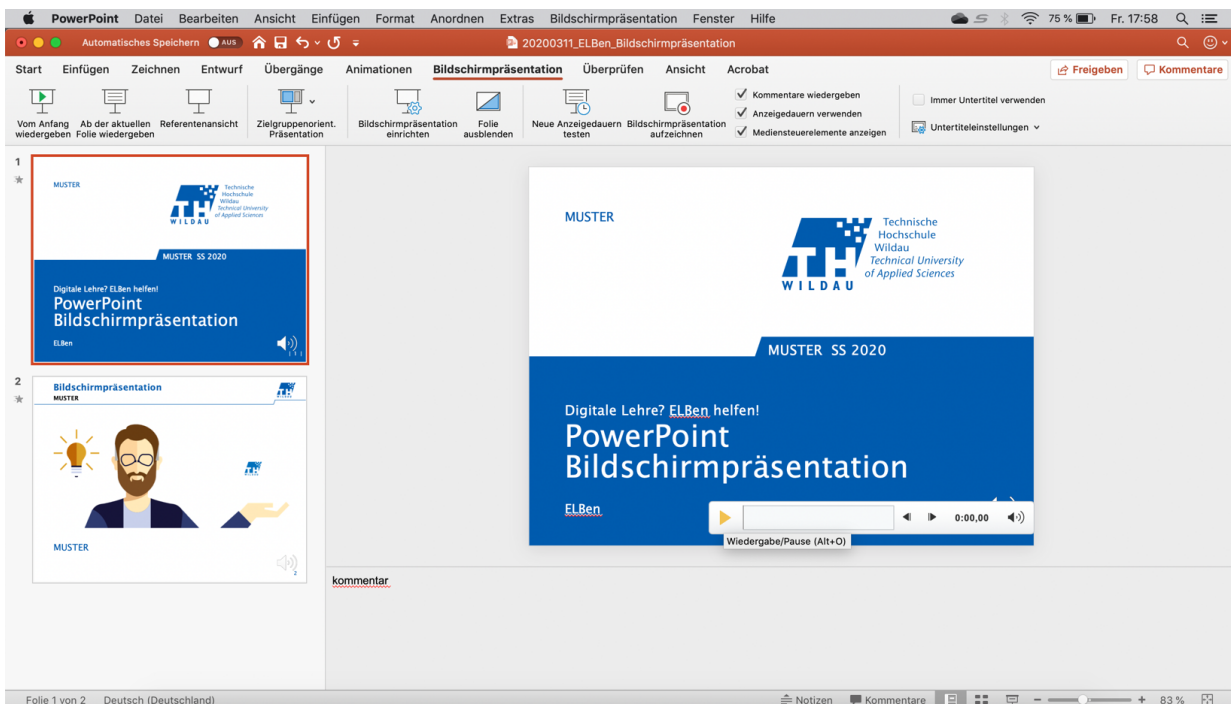 PowerPoint Datei Bearbeiten Ansicht Einfügen Format Anordnen Extras Bildschirmpräsentation Fenster Hilfe 75 % Fr. 17:58
Automatisches Speichern AUS 20200311_ELBen_Bildschirmpräsentation
Start Einfügen Zeichnen Entwurf Übergänge Animationen Bildschirmpräsentation Überprüfen Ansicht Acrobat Freigeben Kommentare
Vom Anfang wiedergeben
Ab der aktuellen Folie wiedergeben
Referentenansicht
Zielgruppenorient. Präsentation
Bildschirmpräsentation einrichten
Folie ausblenden
Neue Anzeigedauern testen
Bildschirmpräsentation aufzeichnen
Kommentare wiedergeben
Anzeigedauern verwenden
Mediensteuerelemente anzeigen
Immer Untertitel verwenden
Untertiteleinstellungen
1
MUSTER
Technische
Hochschule
Wildau
Technical University
of Applied Sciences
WILDAU
MUSTER SS 2020
Digitale Lehre? ELBen helfen!
PowerPoint
Bildschirmpräsentation
ELBen
2
Bildschirmpräsentation
MUSTER
MUSTER
2
MUSTER
Technische
Hochschule
Wildau
Technical University
of Applied Sciences
TH
WILDAU
MUSTER SS 2020
Digitale Lehre? ELBen helfen!
PowerPoint
Bildschirmpräsentation
ELBen
0:00,00
Wiedergabe/Pause (Alt+O)
kommentar
Folie 1 von 2 Deutsch (Deutschland) Notizen Kommentare 83 %